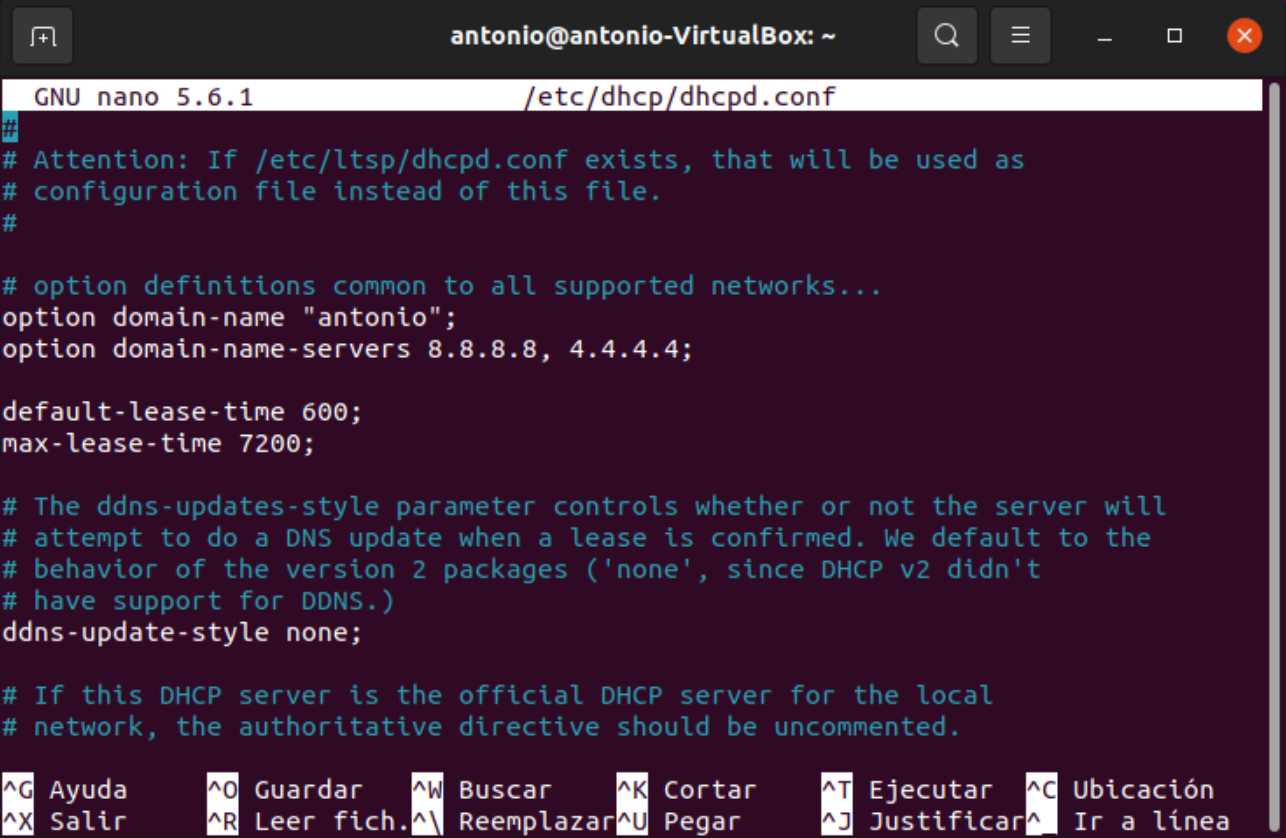 antonio@antonio-VirtualBox: ~
GNU nano 5.6.1 /etc/dhcp/dhcpd.conf
#
# Attention: If /etc/ltsp/dhcpd.conf exists, that will be used as
# configuration file instead of this file.
#
# option definitions common to all supported networks...
option domain-name "antonio";
option domain-name-servers 8.8.8.8, 4.4.4.4;
default-lease-time 600;
max-lease-time 7200;
# The ddns-updates-style parameter controls whether or not the server will
# attempt to do a DNS update when a lease is confirmed. We default to the
# behavior of the version 2 packages ('none', since DHCP v2 didn't
# have support for DDNS.)
ddns-update-style none;
# If this DHCP server is the official DHCP server for the local
# network, the authoritative directive should be uncommented.
^G Ayuda ^O Guardar ^W Buscar ^K Cortar ^T Ejecutar ^C Ubicación
^X Salir ^R Leer fich. ^\ Reemplazar ^U Pegar ^J Justificar ^_ Ir a línea